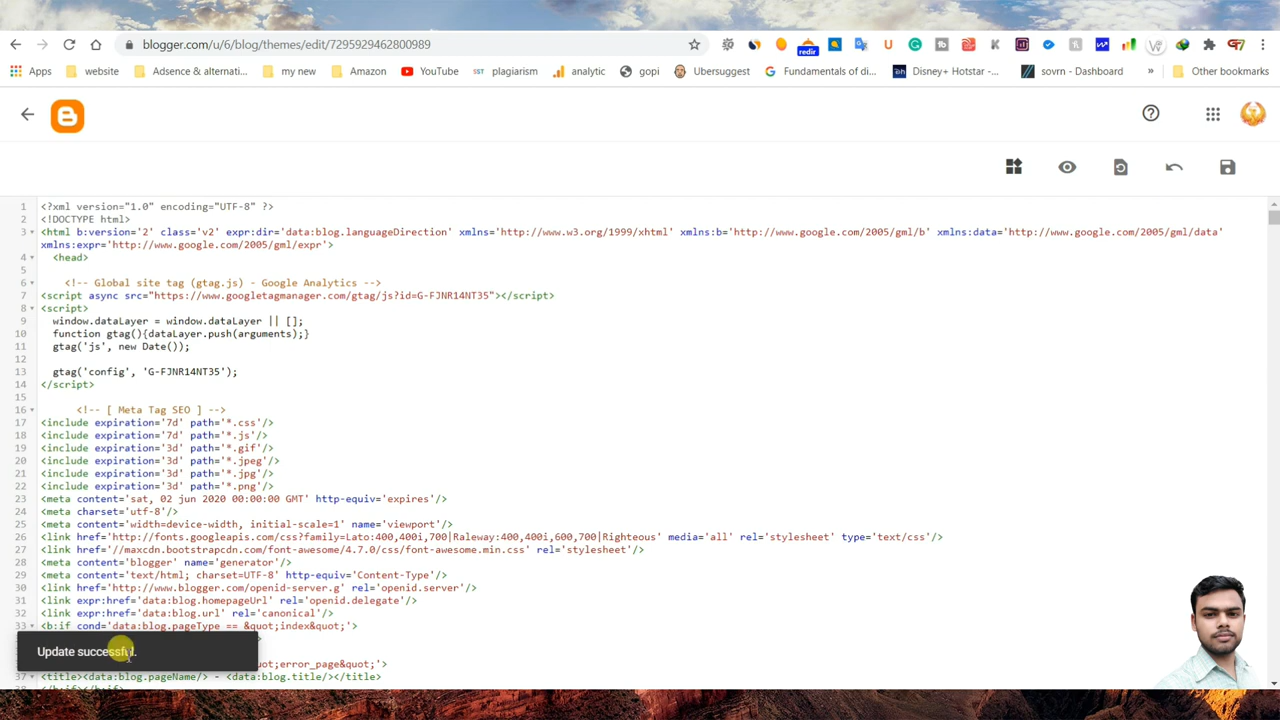 blogger.com/u/6/blog/themes/edit/7295929462800989
redir
Apps website Adsence & alternati... my new Amazon YouTube SST plagiarism analytic gopi Ubersuggest Fundamentals of di... Disney+ Hotstar -... sovrn - Dashboard » Other bookmarks
1 <?xml version="1.0" encoding="UTF-8" ?>
2 <!DOCTYPE html>
3 <html b:version='2' class='v2' expr:dir='data:blog.languageDirection' xmlns='http://www.w3.org/1999/xhtml' xmlns:b='http://www.google.com/2005/gml/b' xmlns:data='http://www.google.com/2005/gml/data'
xmlns:expr='http://www.google.com/2005/gml/expr'>
4 <head>
5
6 <!-- Global site tag (gtag.js) - Google Analytics -->
7 <script async src="https://www.googletagmanager.com/gtag/js?id=G-FJNR14NT35"></script>
8 <script>
9 window.dataLayer = window.dataLayer || [];
10 function gtag(){dataLayer.push(arguments);}
11 gtag('js', new Date());
12
13 gtag('config', 'G-FJNR14NT35');
14 </script>
15
16 <!-- [ Meta Tag SEO ] -->
17 <include expiration='7d' path='*.css'/>
18 <include expiration='7d' path='*.js'/>
19 <include expiration='3d' path='*.gif'/>
20 <include expiration='3d' path='*.jpeg'/>
21 <include expiration='3d' path='*.jpg'/>
22 <include expiration='3d' path='*.png'/>
23 <meta content='sat, 02 jun 2020 00:00:00 GMT' http-equiv='expires'/>
24 <meta charset='utf-8'/>
25 <meta content='width=device-width, initial-scale=1' name='viewport'/>
26 <link href='http://fonts.googleapis.com/css?family=Lato:400,400i,700|Raleway:400,400i,600,700|Righteous' media='all' rel='stylesheet' type='text/css'/>
27 <link href='//maxcdn.bootstrapcdn.com/font-awesome/4.7.0/css/font-awesome.min.css' rel='stylesheet'/>
28 <meta content='blogger' name='generator'/>
29 <meta content='text/html; charset=UTF-8' http-equiv='Content-Type'/>
30 <link href='http://www.blogger.com/openid-server.g' rel='openid.server'/>
31 <link expr:href='data:blog.homepageUrl' rel='openid.delegate'/>
32 <link expr:href='data:blog.url' rel='canonical'/>
33 <b:if cond='data:blog.pageType == &quot;index&quot;'>
Update successful.
uot;error_page&quot;'>
37 <title><data:blog.pageName/> - <data:blog.title/></title>